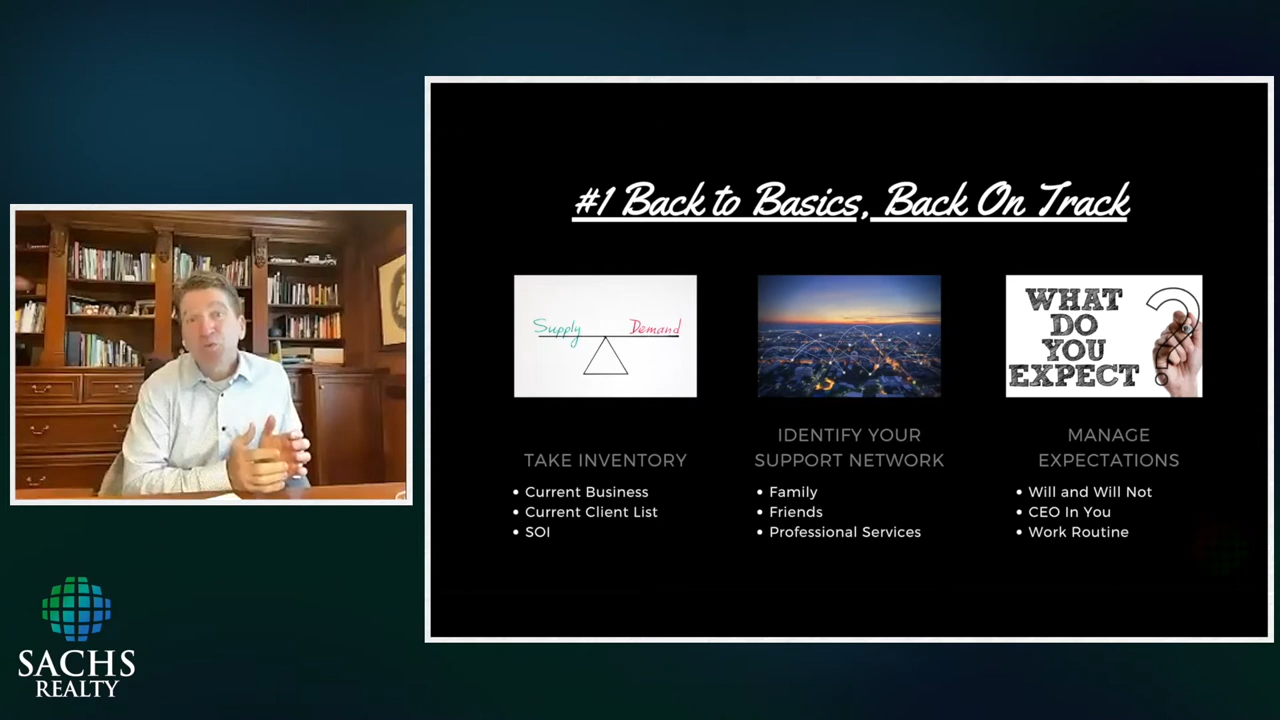 #1 Back to Basics, Back On Track
Supply
Demand
WHAT
DO
YOU
EXPECT
?
TAKE INVENTORY
Current Business
Current Client List
SOI
IDENTIFY YOUR
SUPPORT NETWORK
Family
Friends
Professional Services
MANAGE
EXPECTATIONS
Will and Will Not
CEO In You
Work Routine
SACHS
REALTY